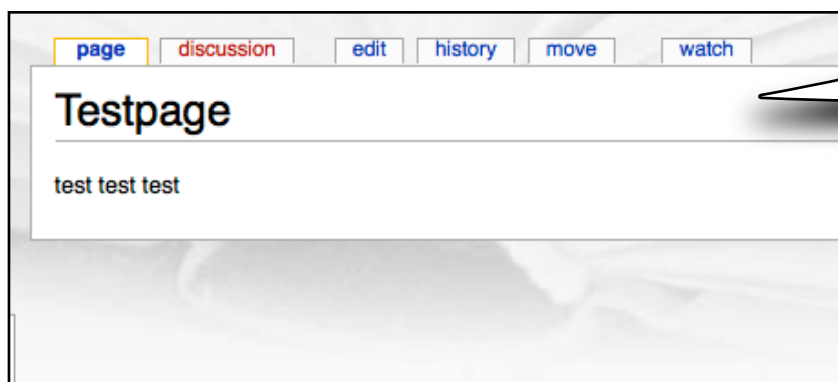 page discussion edit history move watch
Testpage
test test test